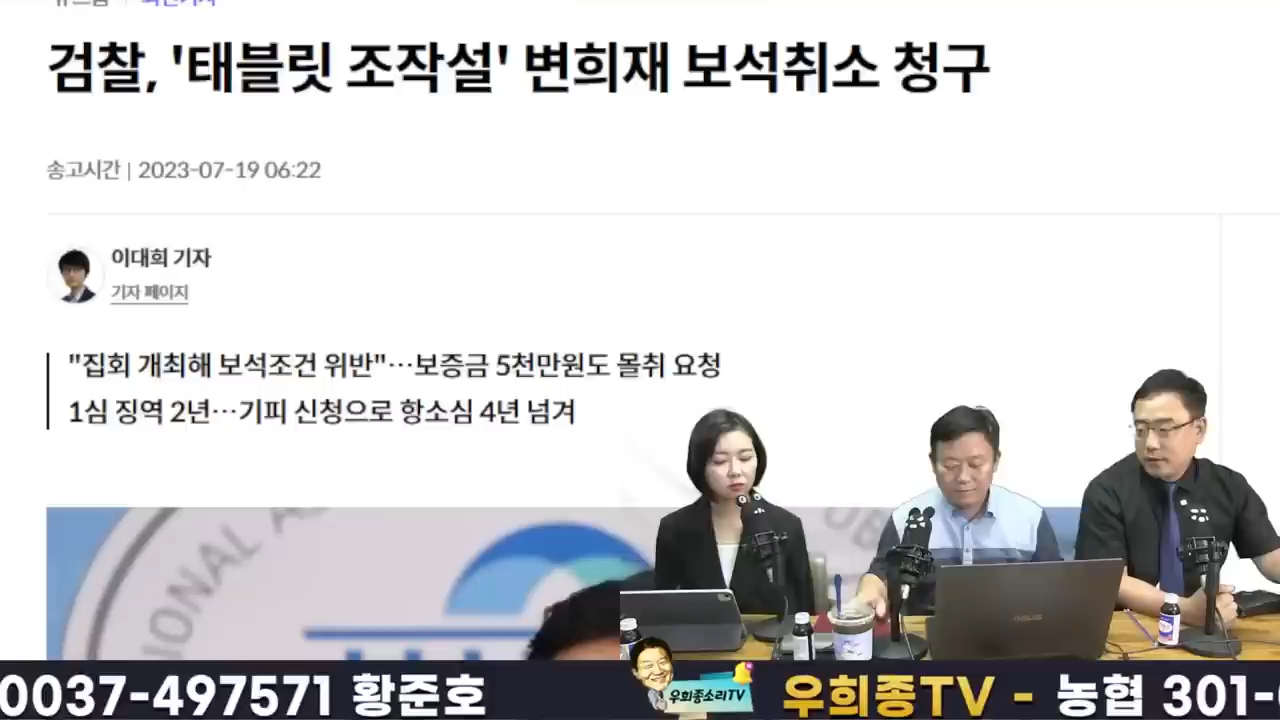 검찰, '태블릿 조작설' 변희재 보석취소 청구
송고시간 | 2023-07-19 06:22
이대희 기자
기자 페이지
"집회 개최해 보석조건 위반"…보증금 5천만원도 몰취 요청
1심 징역 2년…기피 신청으로 항소심 4년 넘겨
IONAL A
UB
ASUS
우희종소리TV
0037-497571 황준호
우희종TV - 농협 301-